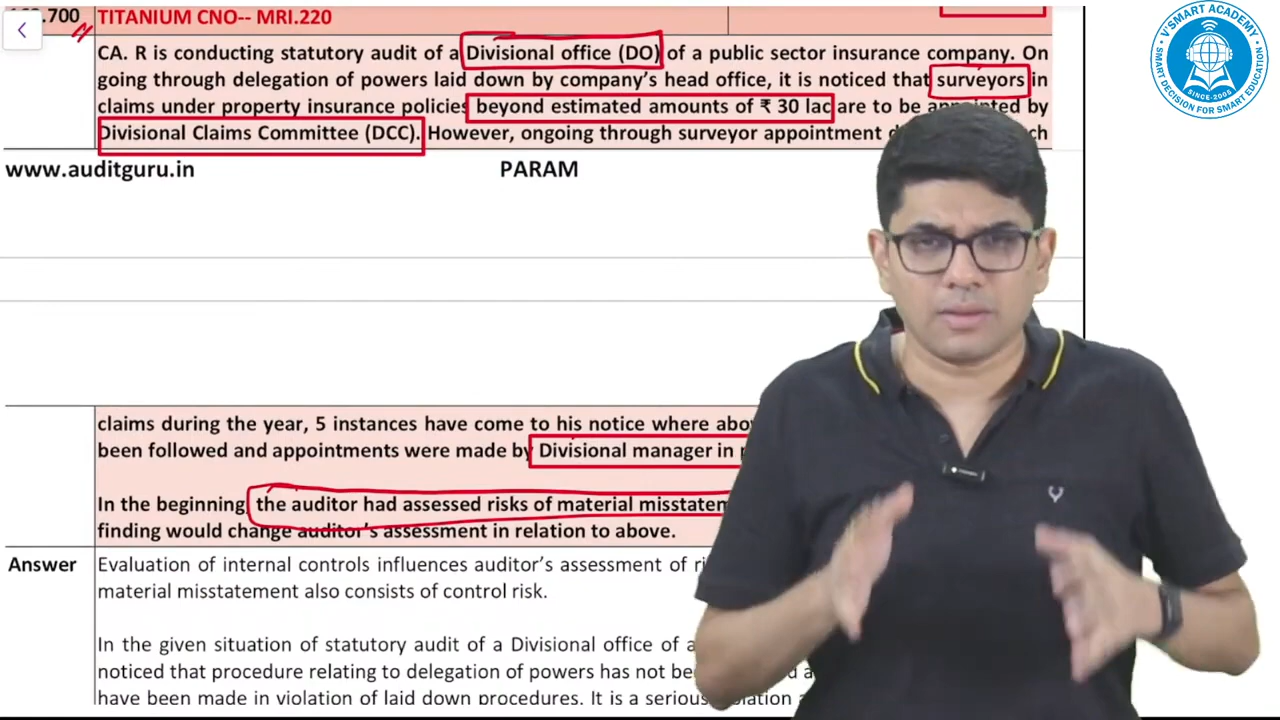 .700 TITANIUM CNO-- MRI.220
CA. R is conducting statutory audit of a Divisional office (DO) of a public sector insurance company. On
going through delegation of powers laid down by company's head office, it is noticed that surveyors in
claims under property insurance policies beyond estimated amounts of ₹ 30 lac are to be appointed by
Divisional Claims Committee (DCC). However, ongoing through surveyor appointment
www.auditguru.in PARAM
claims during the year, 5 instances have come to his notice where
been followed and appointments were made by Divisional manager in
In the beginning, the auditor had assessed risks of material
finding would change auditor's assessment in relation to above.
Answer Evaluation of internal controls influences auditor's assessment of
material misstatement also consists of control risk.
In the given situation of statutory audit of a Divisional office of a
noticed that procedure relating to delegation of powers has not
have been made in violation of laid down procedures. It is a serious
VSMART ACADEMY
SMART DECISION FOR SMART EDUCATION
SINCE-2005